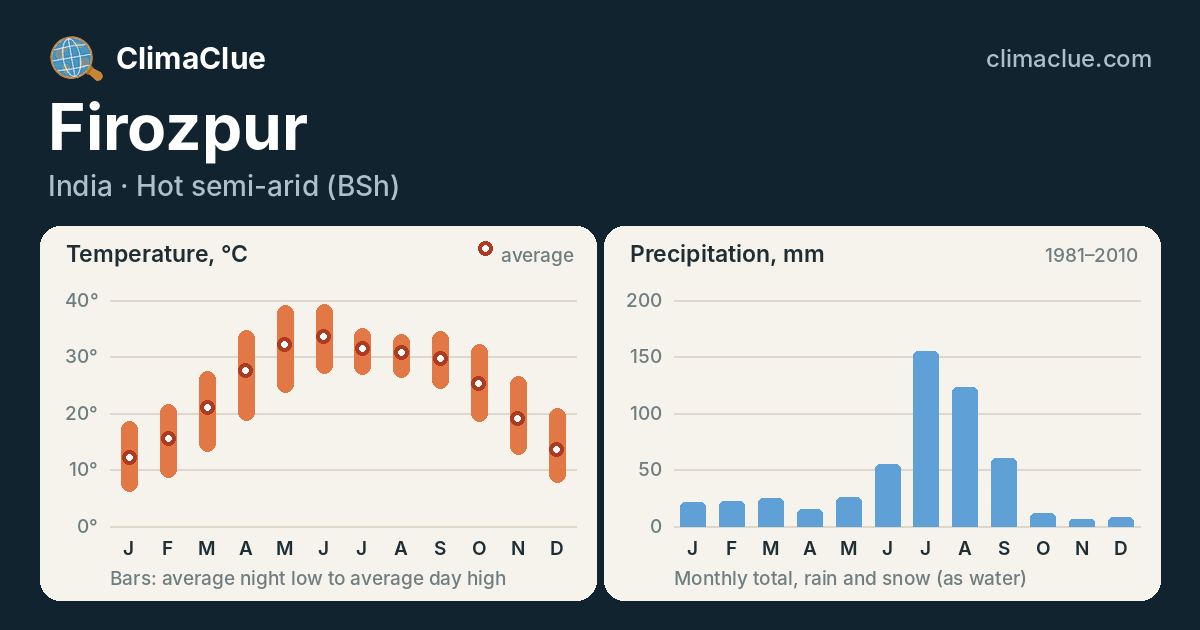 ClimaClue
climaclue.com
Firozpur
India · Hot semi-arid (BSh)
Temperature, °C
average
40°
30°
20°
10°
0°
J F M A M J J A S O N D
Bars: average night low to average day high
Precipitation, mm
1981–2010
200
150
100
50
0
J F M A M J J A S O N D
Monthly total, rain and snow (as water)